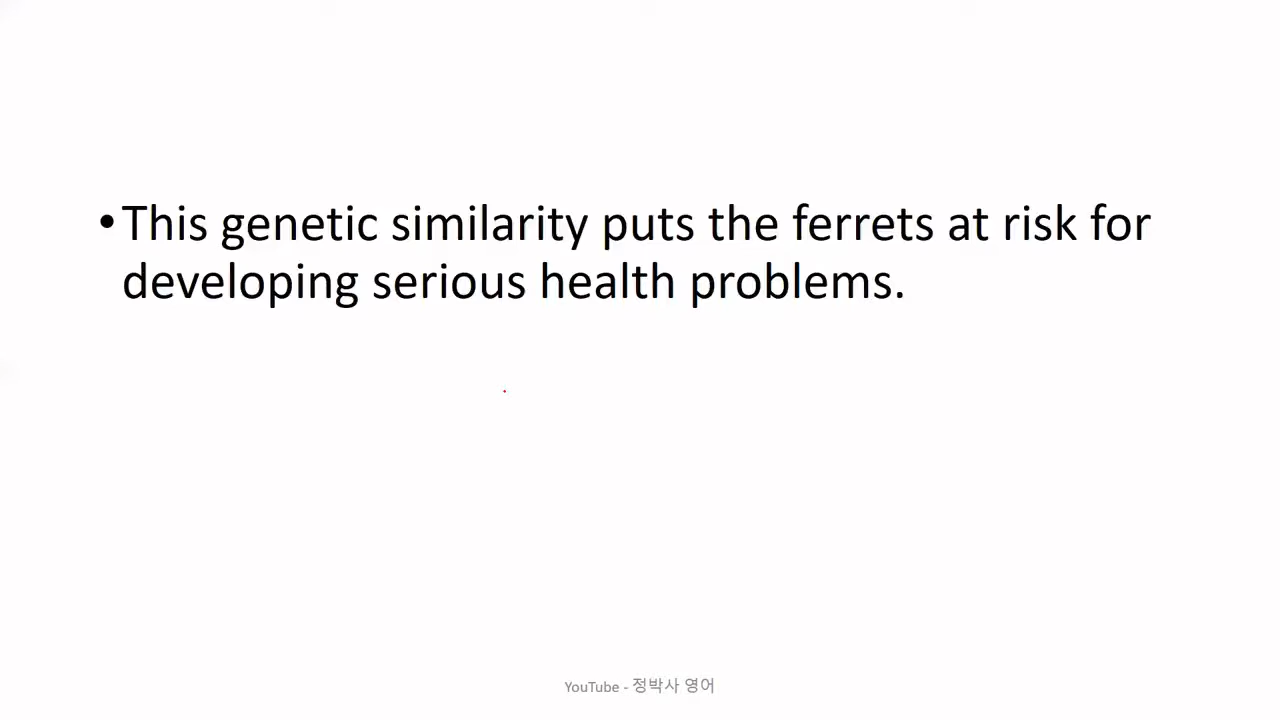 •This genetic similarity puts the ferrets at risk for
developing serious health problems.
YouTube - 정박사 영어